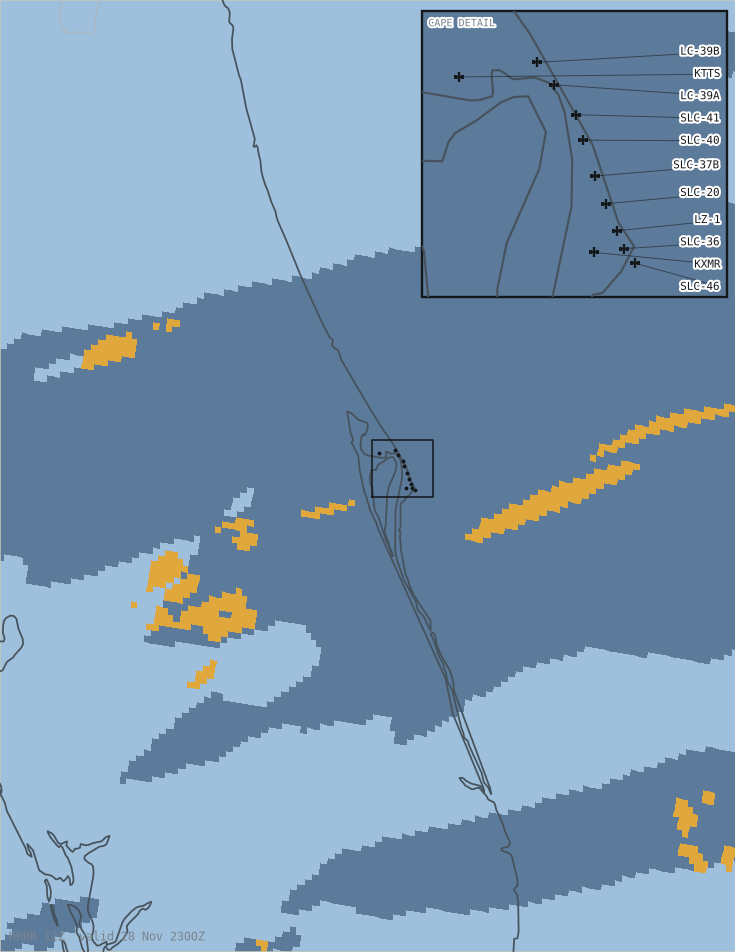 CAPE DETAIL
LC-39B
KTTS
LC-39A
SLC-41
SLC-40
SLC-37B
SLC-20
LZ-1
SLC-36
KXMR
SLC-46
valid 28 Nov 2300Z